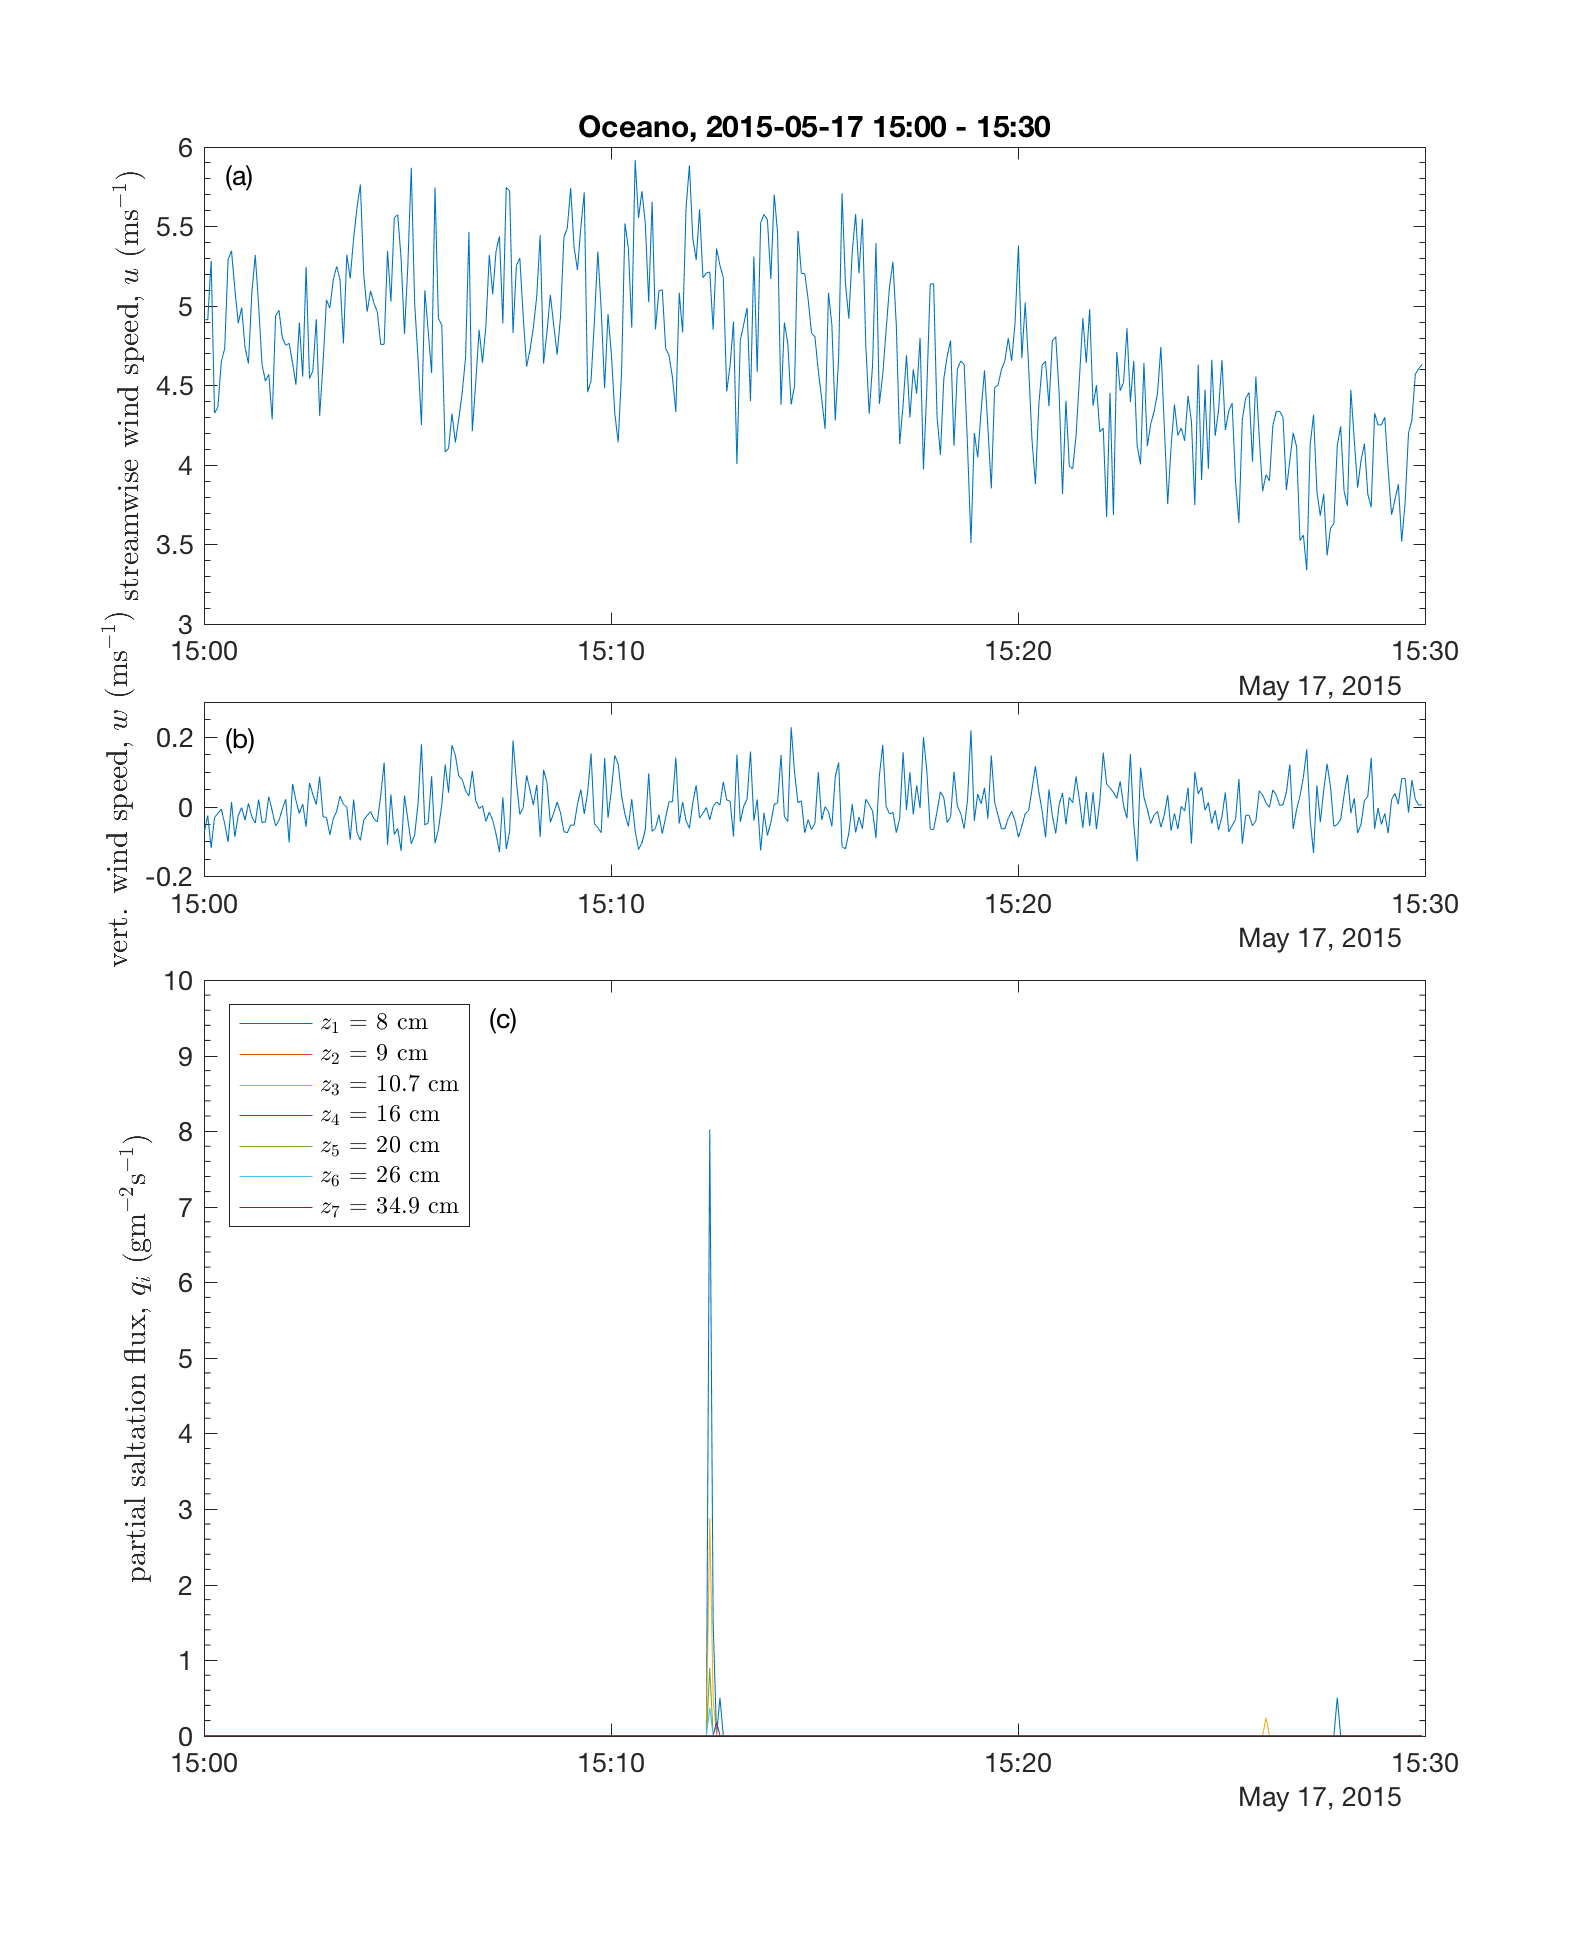 Oceano, 2015-05-17 15:00 - 15:30
(a)
streamwise wind speed, u (ms⁻¹)
6
5.5
5
4.5
4
3.5
3
15:00 15:10 15:20 15:30
May 17, 2015
(b)
vert. wind speed, w (ms⁻¹)
0.2
0
-0.2
15:00 15:10 15:20 15:30
May 17, 2015
(c)
partial saltation flux, qᵢ (gm⁻²s⁻¹)
10
9
8
7
6
5
4
3
2
1
0
z₁ = 8 cm
z₂ = 9 cm
z₃ = 10.7 cm
z₄ = 16 cm
z₅ = 20 cm
z₆ = 26 cm
z₇ = 34.9 cm
15:00 15:10 15:20 15:30
May 17, 2015